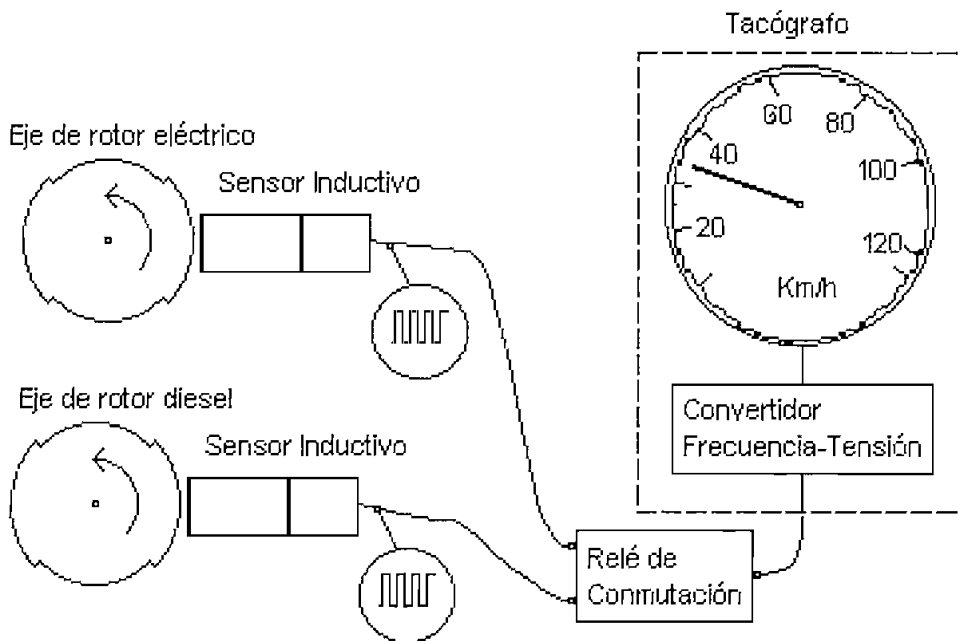 Tacógrafo
60
80
40
100
20
120
Km/h
Eje de rotor eléctrico
Sensor Inductivo
Eje de rotor diesel
Sensor Inductivo
Convertidor
Frecuencia-Tensión
Relé de
Conmutación